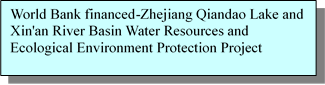 World Bank financed-Zhejiang Qiandao Lake and
Xin'an River Basin Water Resources and
Ecological Environment Protection Project